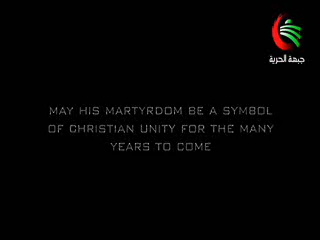 جبهة الحرية
MAY HIS MARTYRDOM BE A SYMBOL
OF CHRISTIAN UNITY FOR THE MANY
YEARS TO COME